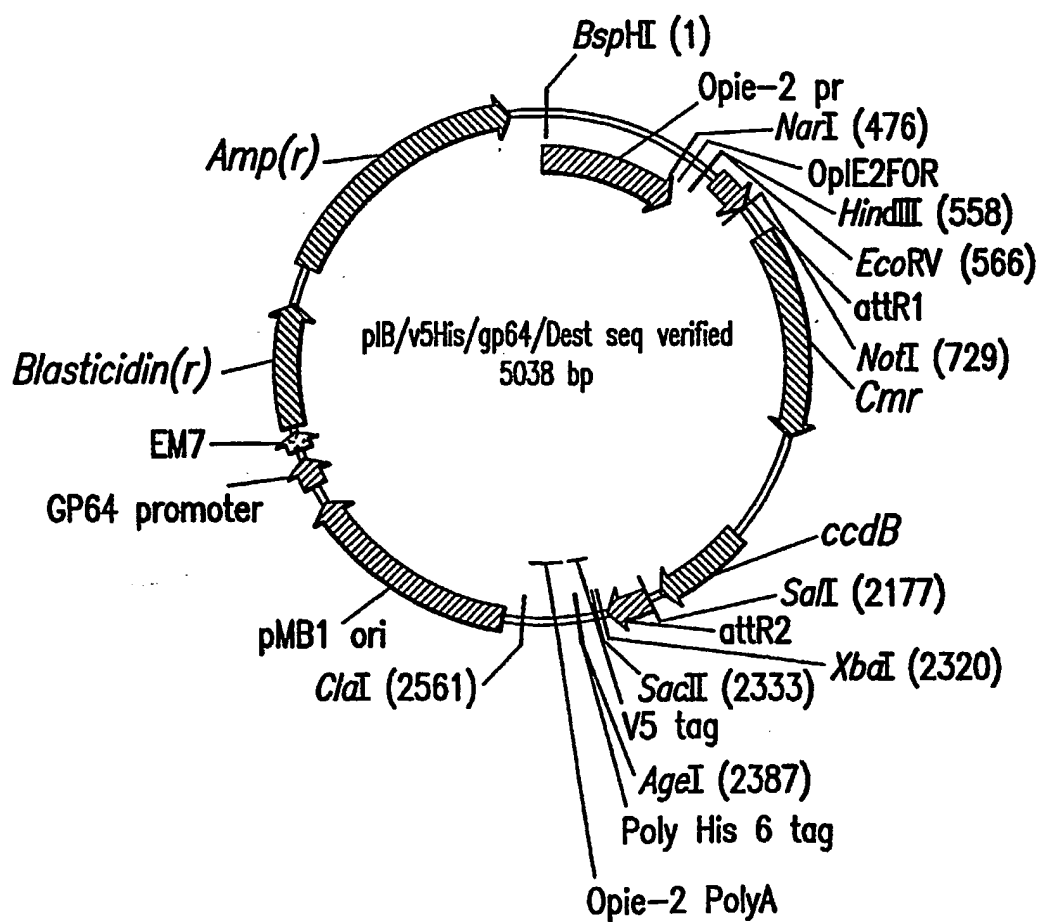 BspHI (1)
Opie-2 pr
NarI (476)
OpIE2FOR
HindIII (558)
EcoRV (566)
attR1
NotI (729)
Cmr
ccdB
SalI (2177)
attR2
XbaI (2320)
SacII (2333)
V5 tag
AgeI (2387)
Poly His 6 tag
Opie-2 PolyA
ClaI (2561)
pMB1 ori
GP64 promoter
EM7
Blasticidin(r)
Amp(r)
pIB/v5His/gp64/Dest seq verified
5038 bp